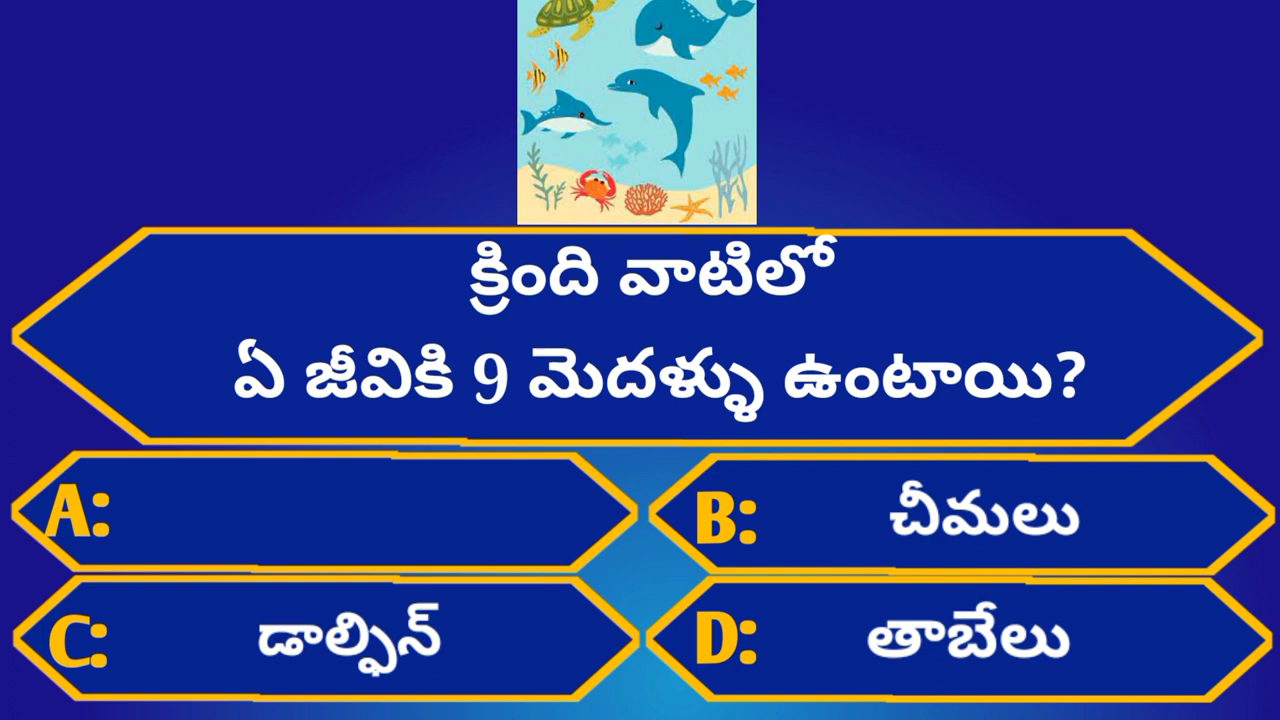 క్రింది వాటిలో
ఏ జీవికి 9 మెదళ్ళు ఉంటాయి?
A:
B: చీమలు
C: డాల్ఫిన్
D: తాబేలు